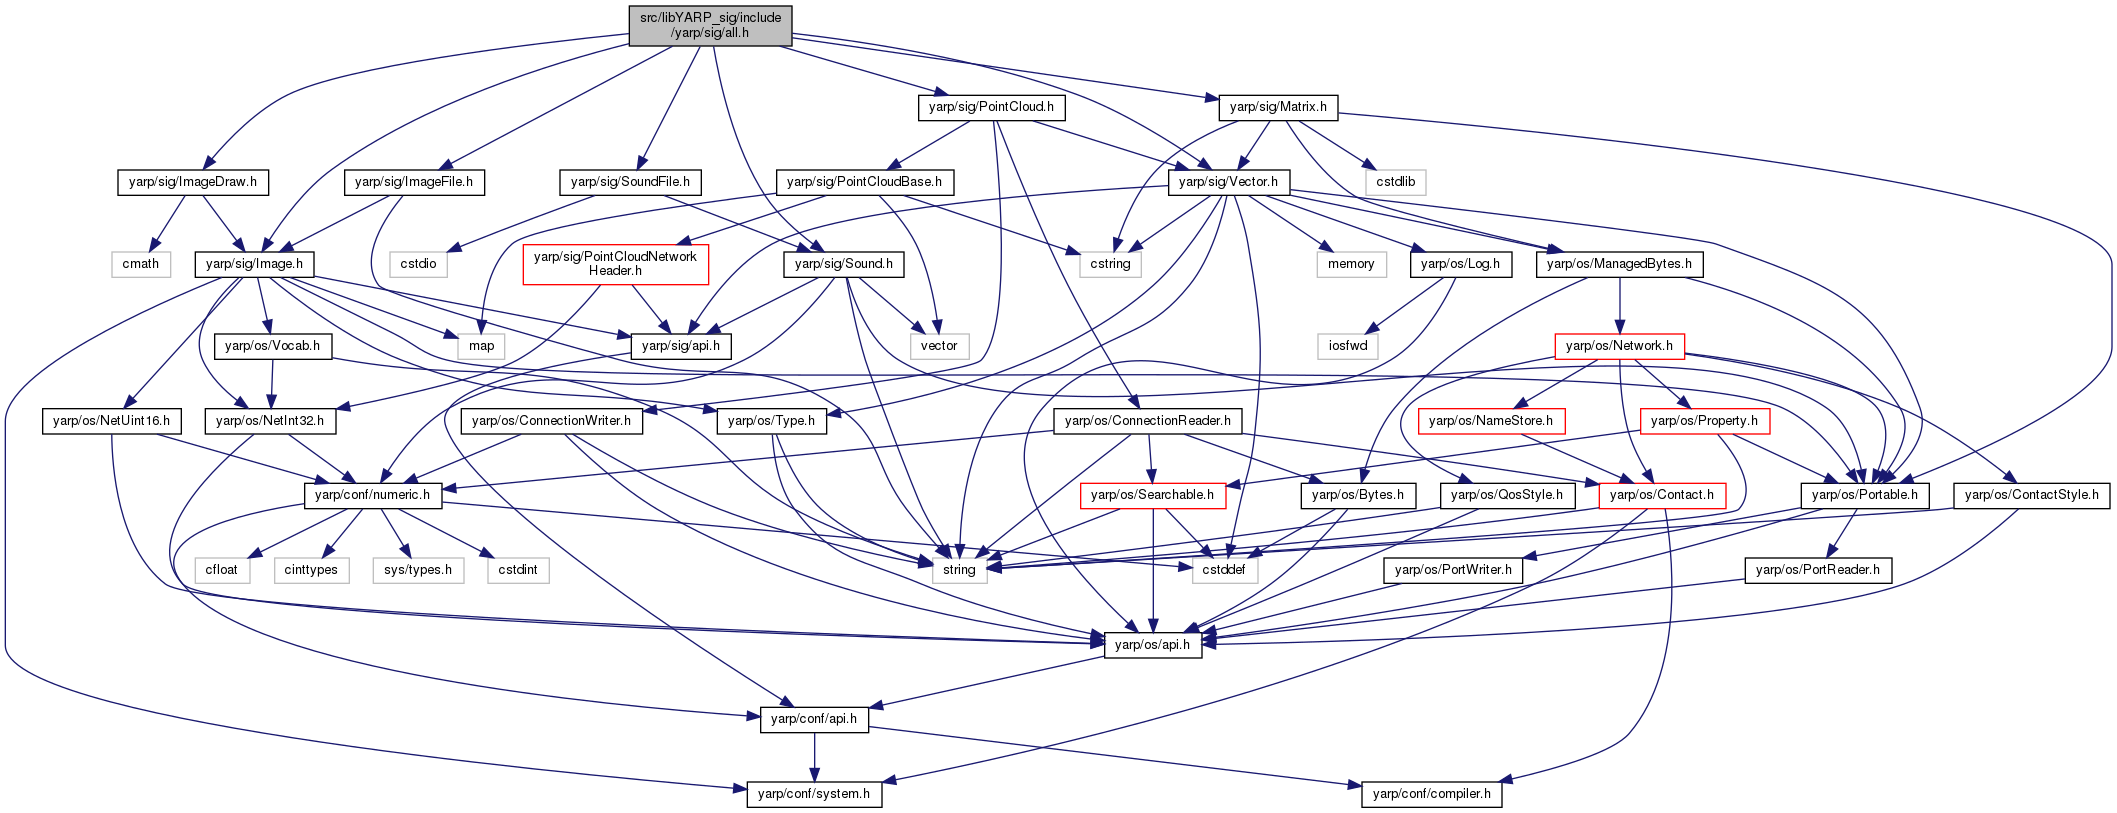 src/libYARP_sig/include
/yarp/sig/all.h
yarp/sig/PointCloud.h
yarp/sig/Matrix.h
yarp/sig/ImageDraw.h
yarp/sig/ImageFile.h
yarp/sig/SoundFile.h
yarp/sig/PointCloudBase.h
yarp/sig/Vector.h
cstdlib
cmath
yarp/sig/Image.h
cstdio
yarp/sig/PointCloudNetwork
Header.h
yarp/sig/Sound.h
cstring
memory
yarp/os/Log.h
yarp/os/ManagedBytes.h
yarp/os/Vocab.h
map
yarp/sig/api.h
vector
iosfwd
yarp/os/Network.h
yarp/os/NetUint16.h
yarp/os/NetInt32.h
yarp/os/ConnectionWriter.h
yarp/os/Type.h
yarp/os/ConnectionReader.h
yarp/os/NameStore.h
yarp/os/Property.h
yarp/conf/numeric.h
yarp/os/Searchable.h
yarp/os/Bytes.h
yarp/os/QosStyle.h
yarp/os/Contact.h
yarp/os/Portable.h
yarp/os/ContactStyle.h
cfloat
cinttypes
sys/types.h
cstdint
string
cstddef
yarp/os/PortWriter.h
yarp/os/PortReader.h
yarp/os/api.h
yarp/conf/api.h
yarp/conf/system.h
yarp/conf/compiler.h